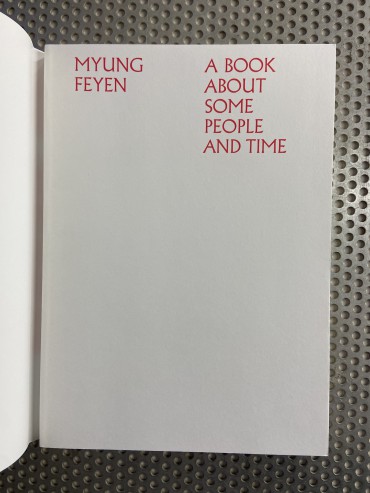 MYUNG
FEYEN
A BOOK
ABOUT
SOME
PEOPLE
AND TIME